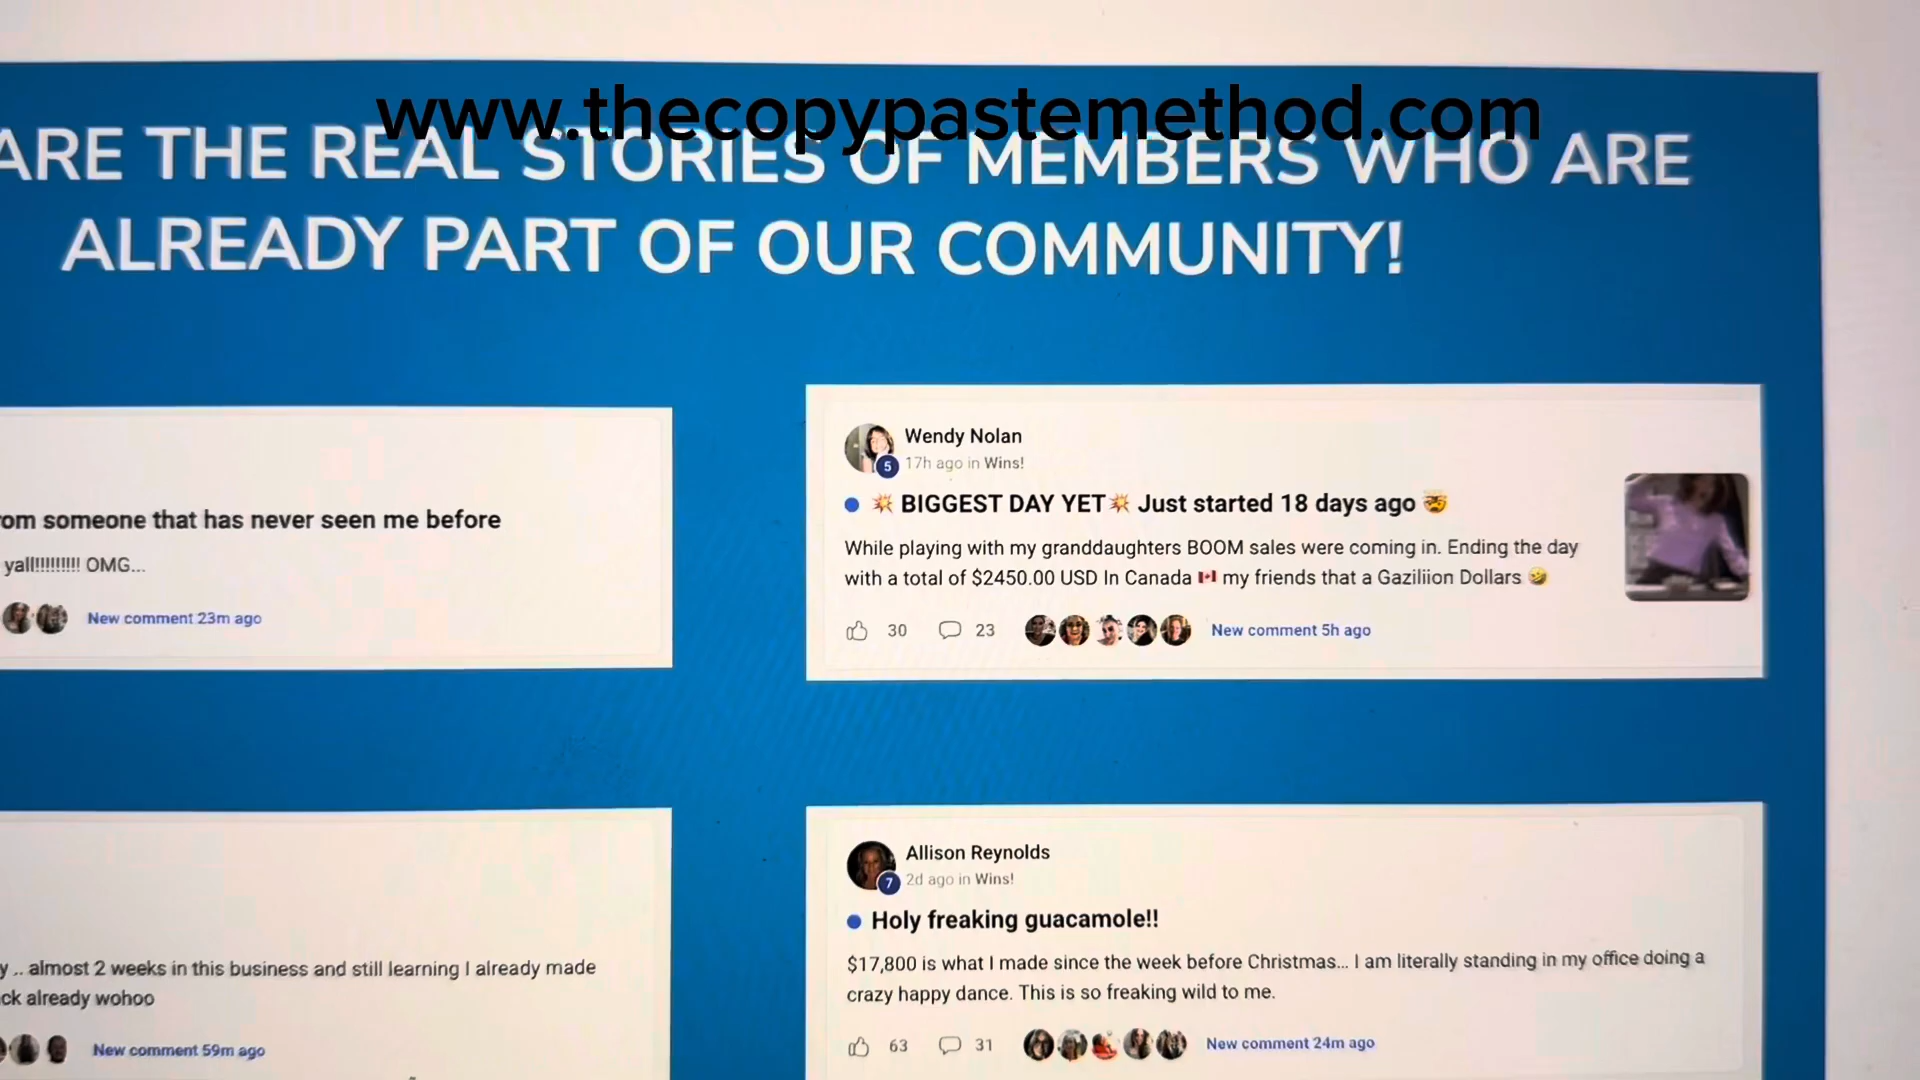 www.thecopypastemethod.com
ARE THE REAL STORIES OF MEMBERS WHO ARE
ALREADY PART OF OUR COMMUNITY!
someone that has never seen me before
yall!!!!!!!!! OMG...
New comment 23m ago
Wendy Nolan
5
17h ago in Wins!
BIGGEST DAY YET Just started 18 days ago
While playing with my granddaughters BOOM sales were coming in. Ending the day
with a total of $2450.00 USD In Canada my friends that a Gaziliion Dollars
30 23 New comment 5h ago
.. almost 2 weeks in this business and still learning I already made
already wohoo
New comment 59m ago
Allison Reynolds
7
2d ago in Wins!
Holy freaking guacamole!!
$17,800 is what I made since the week before Christmas... I am literally standing in my office doing a
crazy happy dance. This is so freaking wild to me.
63 31 New comment 24m ago